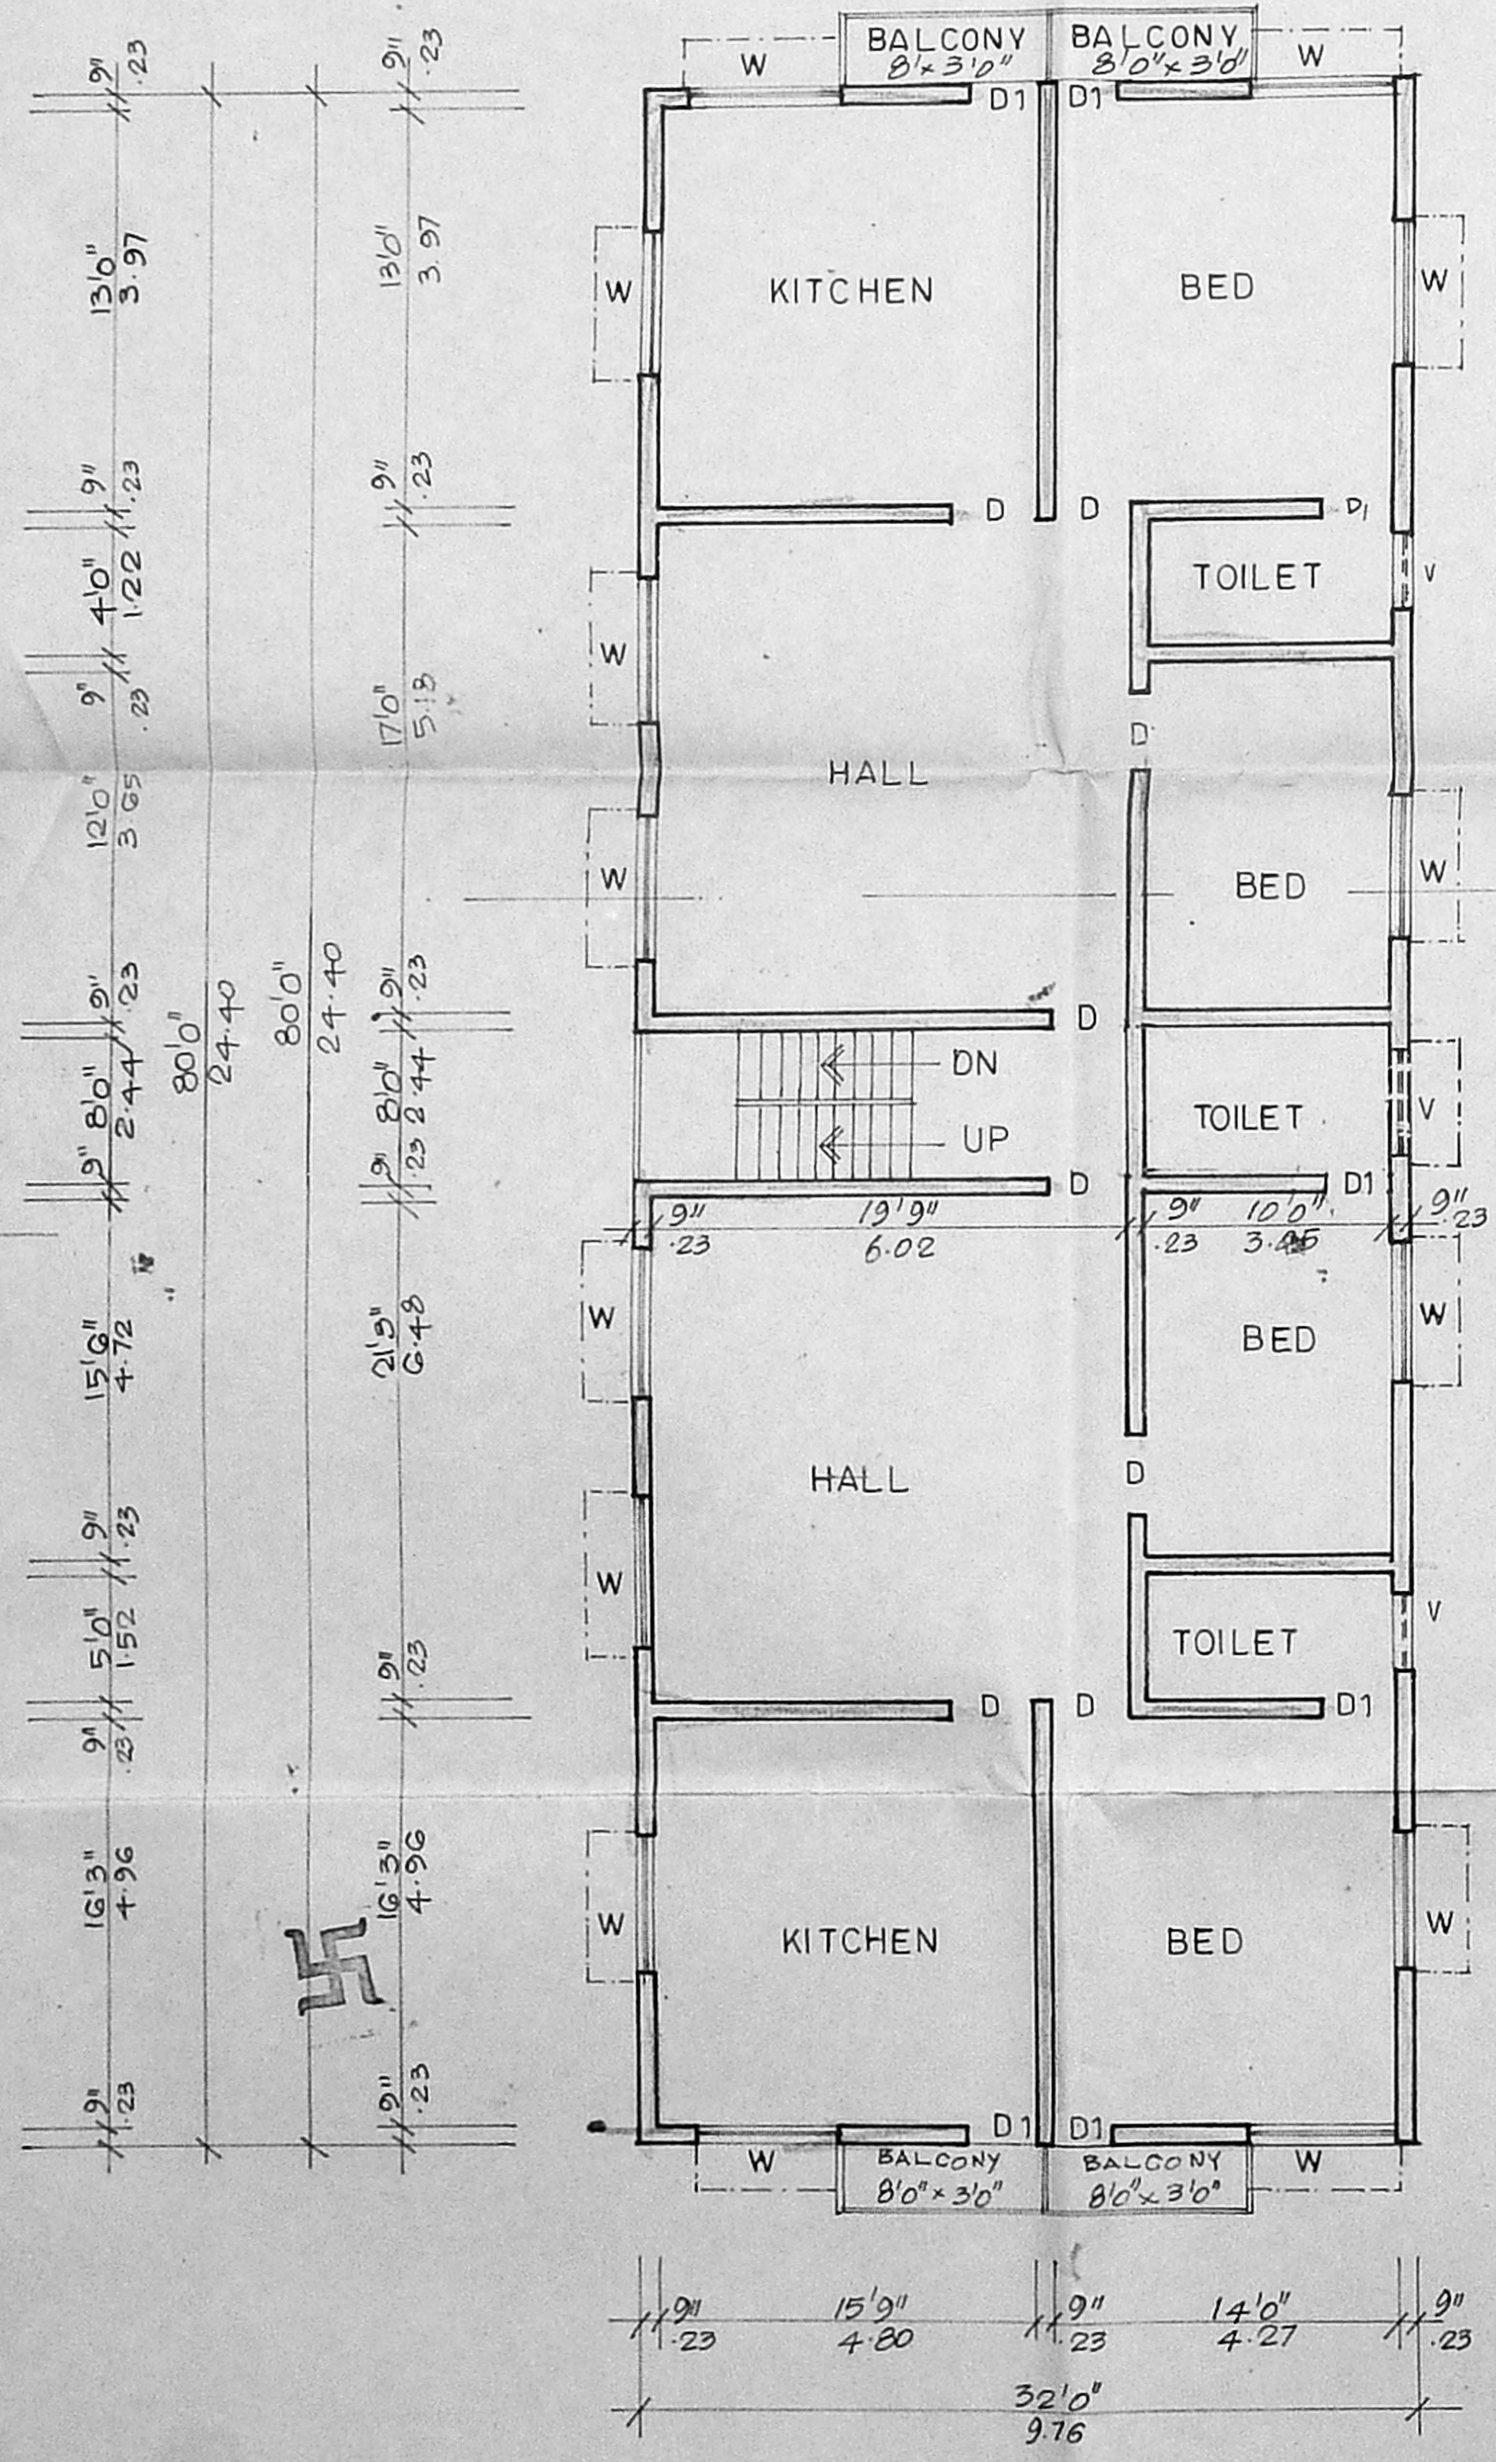 BALCONY
8'×3'0"
BALCONY
8'0"×3'0"
W
W
D1
D1
W
KITCHEN
BED
W
D
D
D1
TOILET
V
W
D
HALL
W
BED
W
D
DN
UP
TOILET
V
D
D1
9"
.23
19'9"
6.02
9"
.23
10'0"
9"
.23
W
HALL
BED
W
D
W
TOILET
V
D
D
D1
W
KITCHEN
BED
W
D1
D1
W
BALCONY
8'0"×3'0"
BALCONY
8'0"×3'0"
W
9"
.23
15'9"
4.80
9"
.23
14'0"
4.27
9"
.23
32'0"
9.76
9"
.23
13'0"
3.97
9"
.23
4'0"
1.22
9"
.23
12'0"
3.65
9"
.23
8'0"
2.44
9"
15'6"
4.72
9"
.23
5'0"
1.52
9"
.23
16'3"
4.96
9"
.23
80'0"
24.40
80'0"
24.40
9"
.23
13'0"
3.97
9"
.23
17'0"
5.18
9"
.23
8'0"
2.44
9"
.23
21'3"
6.48
9"
.23
16'3"
4.96
9"
.23